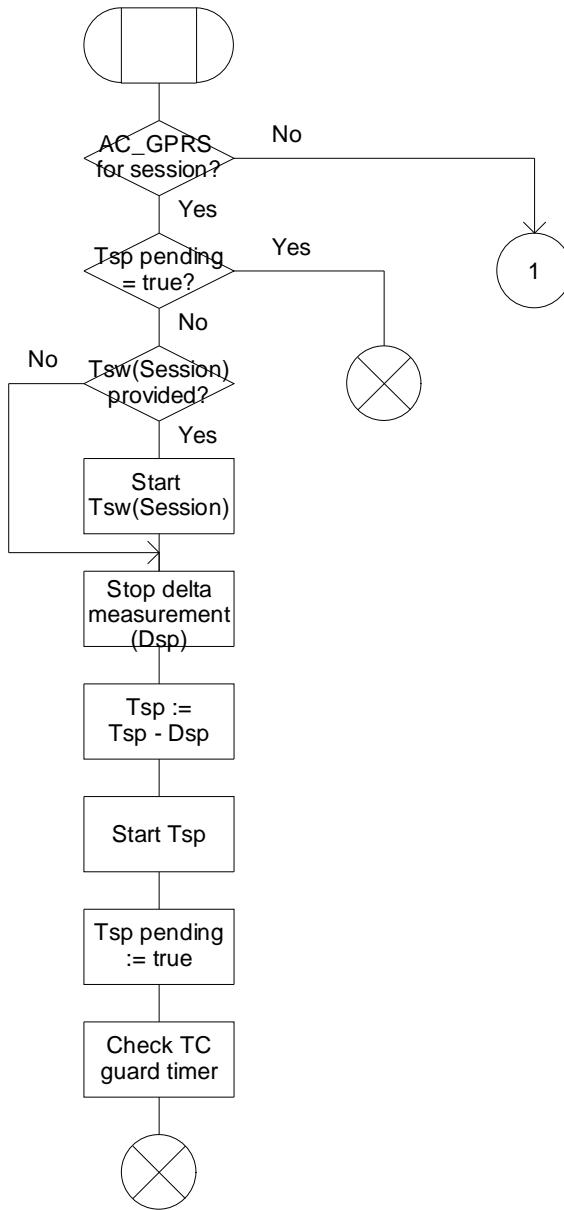 AC_GPRS
for session?
No
Yes
1
Tsp pending
= true?
Yes
No
No
Tsw(Session)
provided?
Yes
Start
Tsw(Session)
Stop delta
measurement
(Dsp)
Tsp :=
Tsp - Dsp
Start Tsp
Tsp pending
:= true
Check TC
guard timer